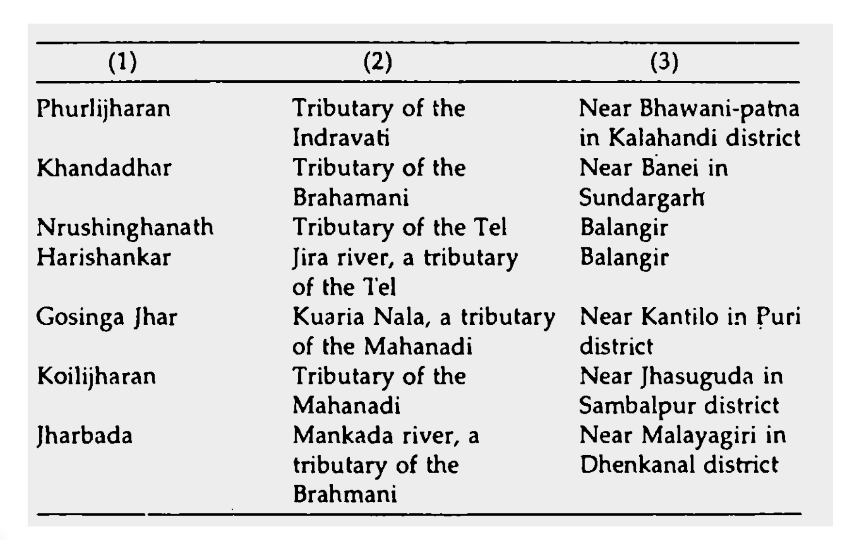 (1) (2) (3)
Phurlijharan Tributary of the Near Bhawani-patna
Indravati in Kalahandi district
Khandadhar Tributary of the Near Banei in
Brahamani Sundargarh
Nrushinghanath Tributary of the Tel Balangir
Harishankar Jira river, a tributary Balangir
of the Tel
Gosinga Jhar Kuaria Nala, a tributary Near Kantilo in Puri
of the Mahanadi district
Koilijharan Tributary of the Near Jhasuguda in
Mahanadi Sambalpur district
Jharbada Mankada river, a Near Malayagiri in
tributary of the Dhenkanal district
Brahmani